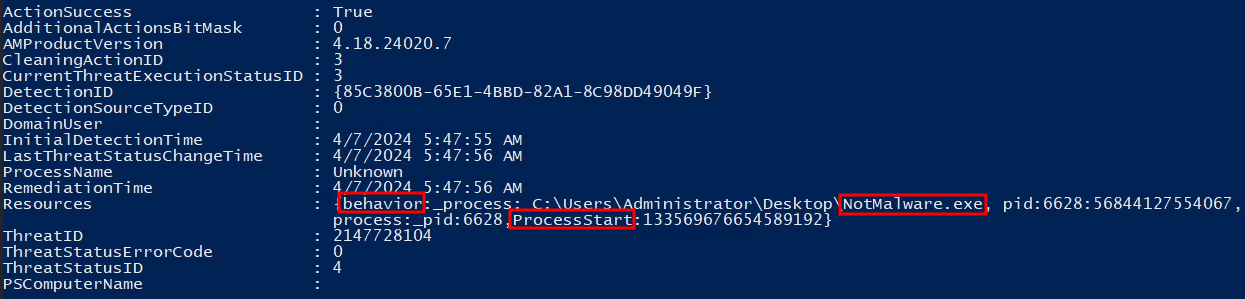 ActionSuccess : True
AdditionalActionsBitMask : 0
AMProductVersion : 4.18.24020.7
CleaningActionID : 3
CurrentThreatExecutionStatusID : 3
DetectionID : {85C3800B-65E1-4BBD-82A1-8C98DD49049F}
DetectionSourceTypeID : 0
DomainUser :
InitialDetectionTime : 4/7/2024 5:47:55 AM
LastThreatStatusChangeTime : 4/7/2024 5:47:56 AM
ProcessName : Unknown
RemediationTime : 4/7/2024 5:47:56 AM
Resources : {behavior:_process: C:\Users\Administrator\Desktop\NotMalware.exe, pid:6628:56844127554067,
process:_pid:6628,ProcessStart:133569676654589192}
ThreatID : 2147728104
ThreatStatusErrorCode : 0
ThreatStatusID : 4
PSComputerName :